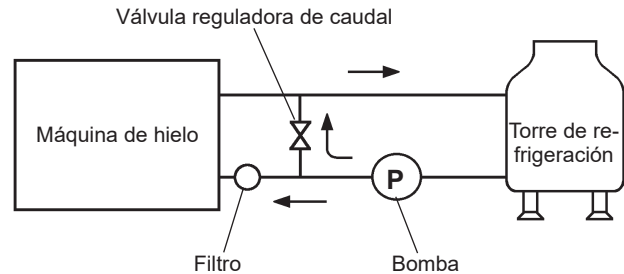 Válvula reguladora de caudal
Máquina de hielo
Torre de re-
frigeración
P
Filtro
Bomba